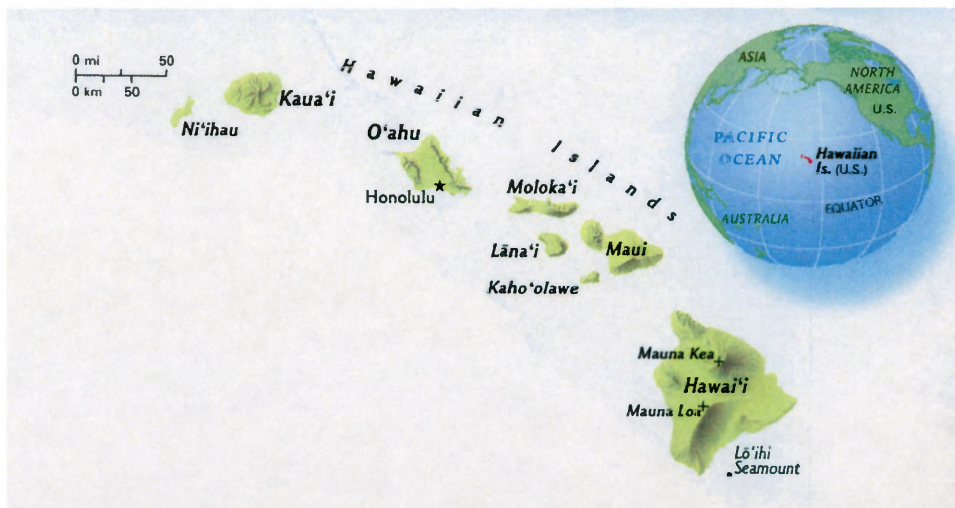 0 mi 50
0 km 50
Ni‘ihau
Kaua‘i
Hawaiian Islands
O‘ahu
Honolulu
Moloka‘i
Lāna‘i
Maui
Kaho‘olawe
Mauna Kea
Hawai‘i
Mauna Loa
Lō‘ihi
Seamount
ASIA
NORTH
AMERICA
U.S.
PACIFIC
OCEAN
Hawaiian
Is. (U.S.)
EQUATOR
AUSTRALIA